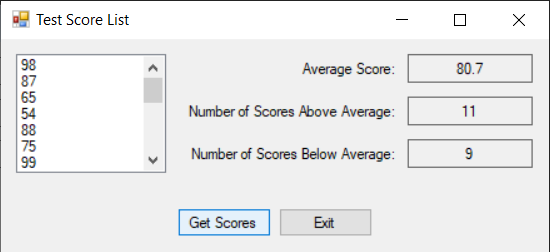 Test Score List
98
87
65
54
88
75
99
Average Score: 80.7
Number of Scores Above Average: 11
Number of Scores Below Average: 9
Get Scores Exit